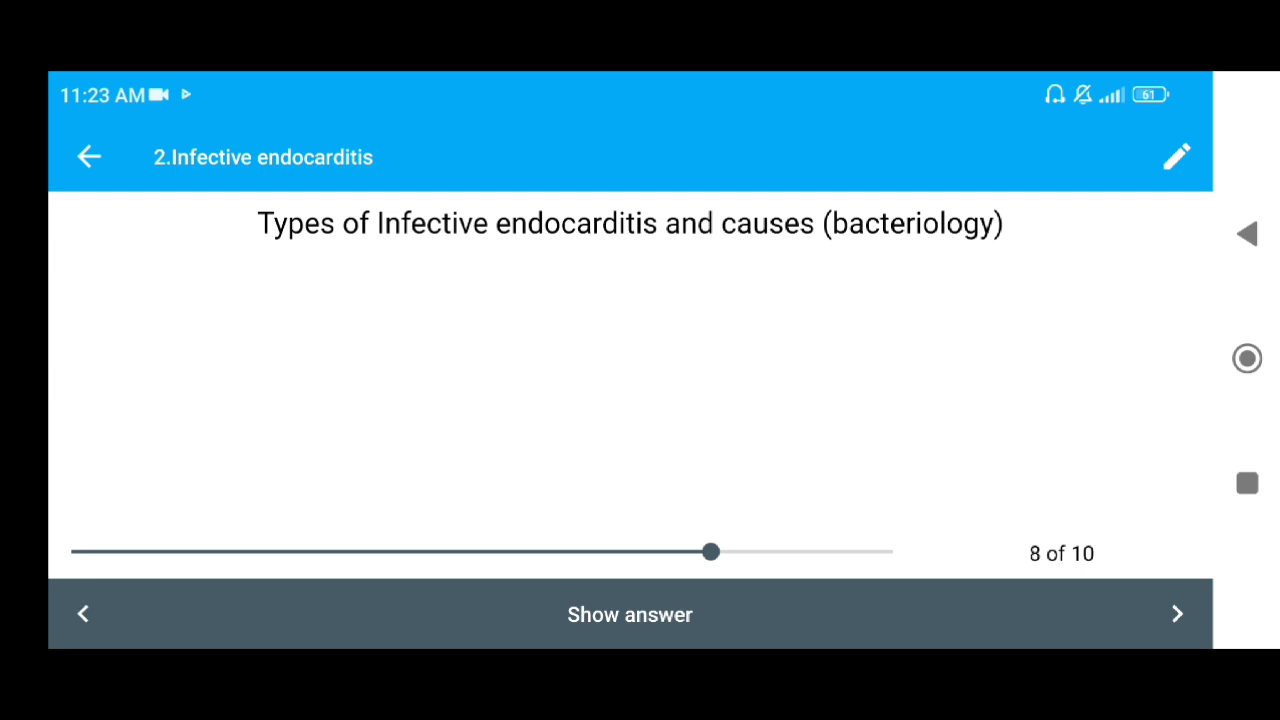 11:23 AM
61
2.Infective endocarditis
Types of Infective endocarditis and causes (bacteriology)
8 of 10
Show answer